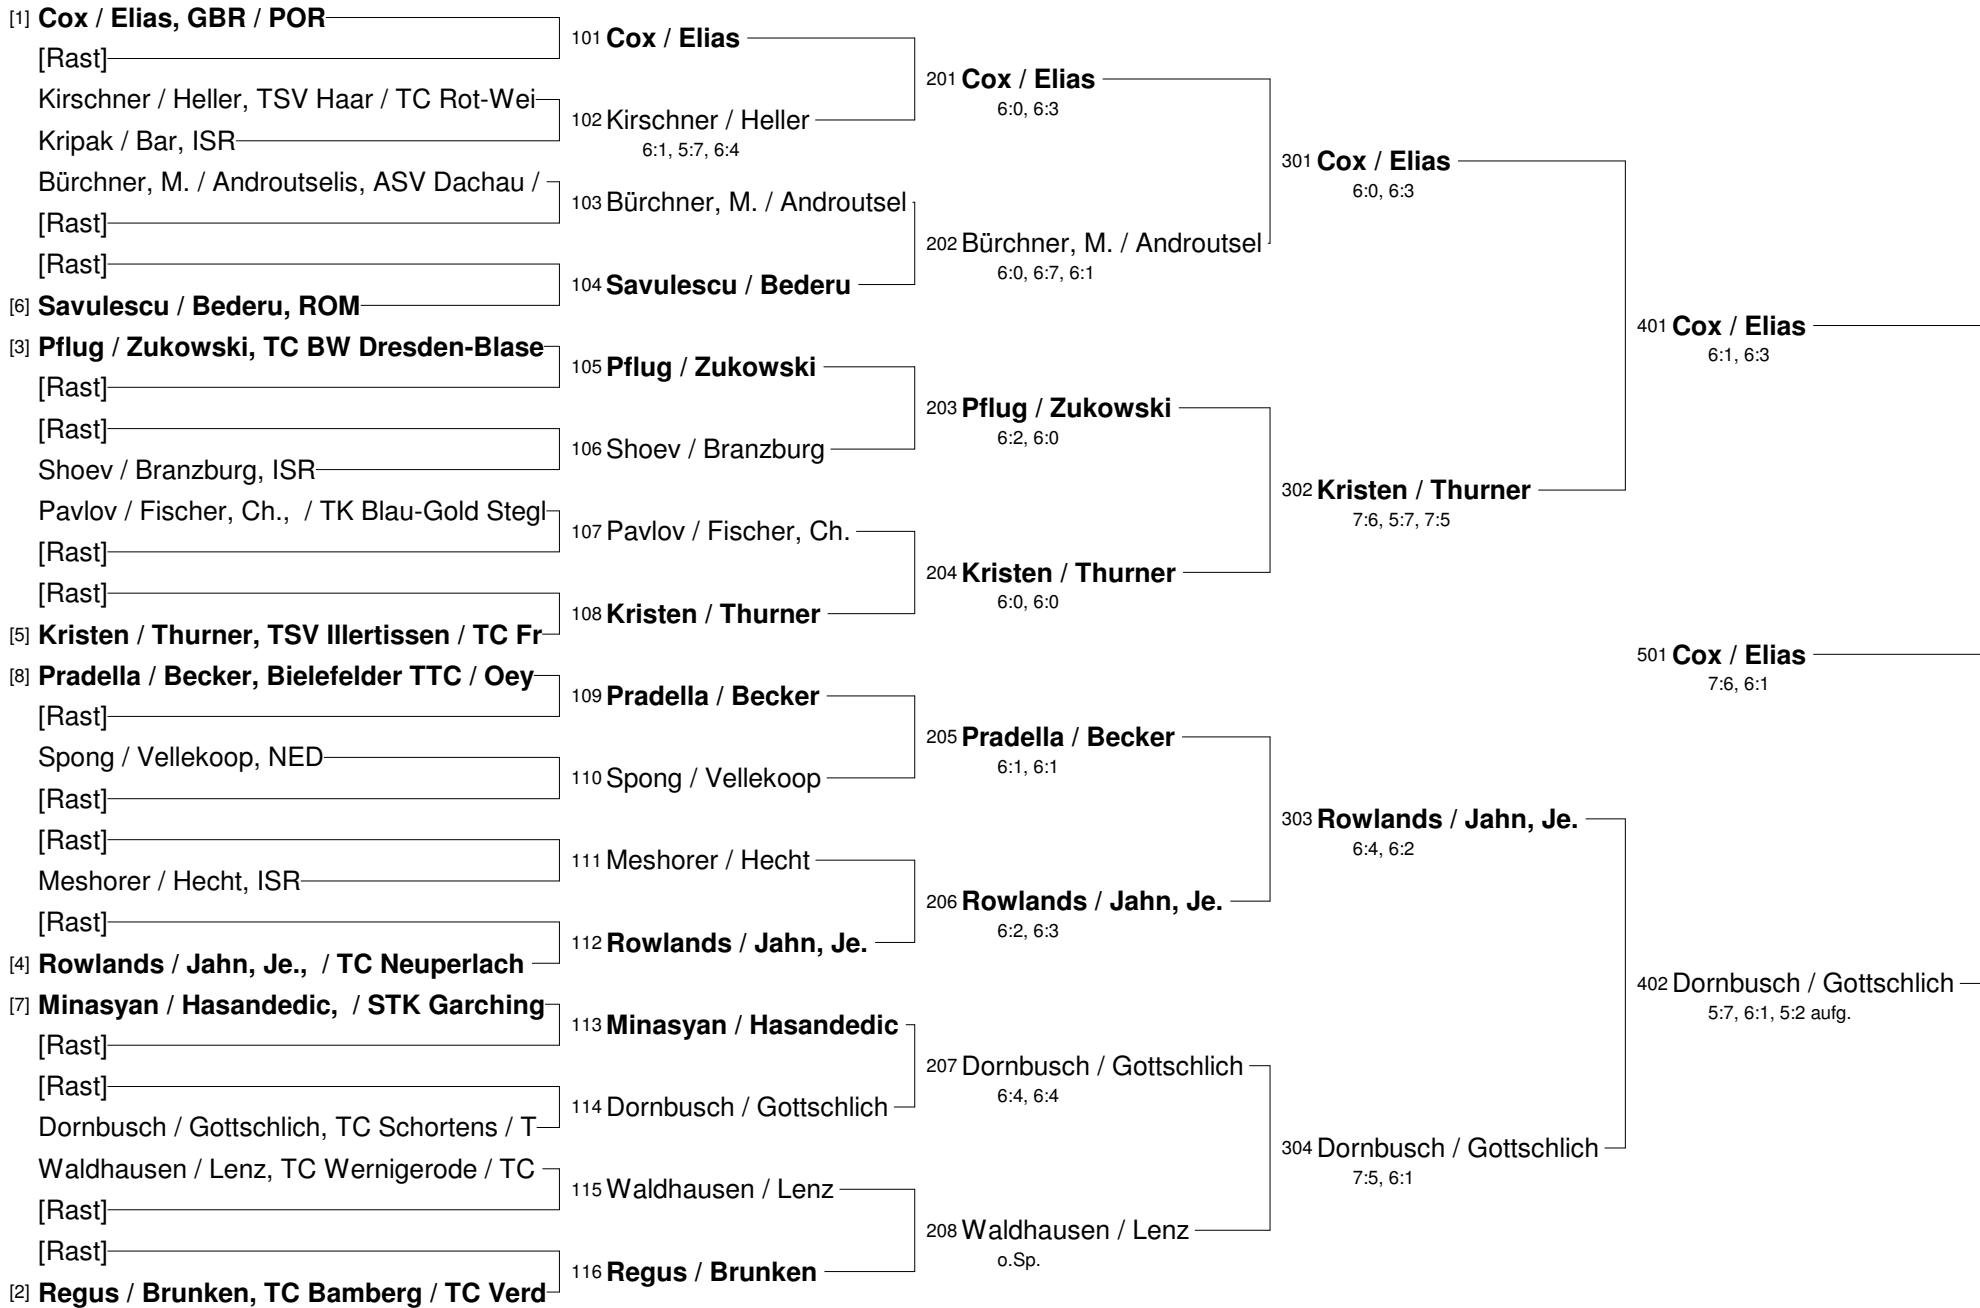 [1] Cox / Elias, GBR / POR
[Rast]
Kirschner / Heller, TSV Haar / TC Rot-Wei
Kripak / Bar, ISR
Bürchner, M. / Androutselis, ASV Dachau /
[Rast]
[Rast]
[6] Savulescu / Bederu, ROM
[3] Pflug / Zukowski, TC BW Dresden-Blase
[Rast]
[Rast]
Shoev / Branzburg, ISR
Pavlov / Fischer, Ch., / TK Blau-Gold Stegl
[Rast]
[Rast]
[5] Kristen / Thurner, TSV Illertissen / TC Fr
[8] Pradella / Becker, Bielefelder TTC / Oey
[Rast]
Spong / Vellekoop, NED
[Rast]
[Rast]
Meshorer / Hecht, ISR
[Rast]
[4] Rowlands / Jahn, Je., / TC Neuperlach
[7] Minasyan / Hasandedic, / STK Garching
[Rast]
[Rast]
Dornbusch / Gottschlich, TC Schortens / T
Waldhausen / Lenz, TC Wernigerode / TC
[Rast]
[Rast]
[2] Regus / Brunken, TC Bamberg / TC Verd
101 Cox / Elias
102 Kirschner / Heller
6:1, 5:7, 6:4
103 Bürchner, M. / Androutsel
104 Savulescu / Bederu
105 Pflug / Zukowski
106 Shoev / Branzburg
107 Pavlov / Fischer, Ch.
108 Kristen / Thurner
109 Pradella / Becker
110 Spong / Vellekoop
111 Meshorer / Hecht
112 Rowlands / Jahn, Je.
113 Minasyan / Hasandedic
114 Dornbusch / Gottschlich
115 Waldhausen / Lenz
116 Regus / Brunken
201 Cox / Elias
6:0, 6:3
202 Bürchner, M. / Androutsel
6:0, 6:7, 6:1
203 Pflug / Zukowski
6:2, 6:0
204 Kristen / Thurner
6:0, 6:0
205 Pradella / Becker
6:1, 6:1
206 Rowlands / Jahn, Je.
6:2, 6:3
207 Dornbusch / Gottschlich
6:4, 6:4
208 Waldhausen / Lenz
o.Sp.
301 Cox / Elias
6:0, 6:3
302 Kristen / Thurner
7:6, 5:7, 7:5
303 Rowlands / Jahn, Je.
6:4, 6:2
304 Dornbusch / Gottschlich
7:5, 6:1
401 Cox / Elias
6:1, 6:3
501 Cox / Elias
7:6, 6:1
402 Dornbusch / Gottschlich
5:7, 6:1, 5:2 aufg.